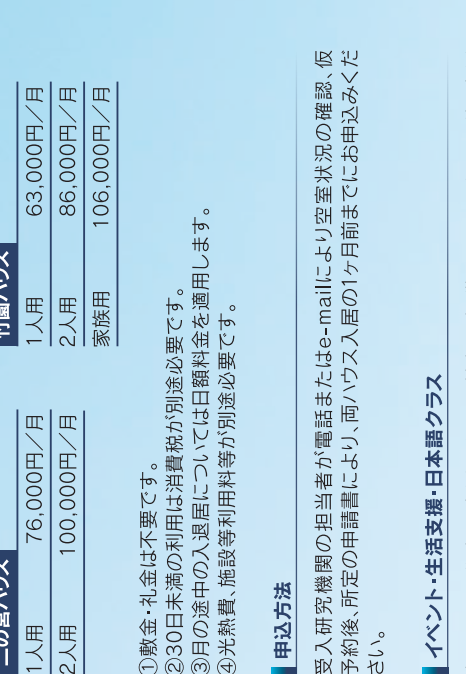 二の宮ハウス
1人用 76,000円／月
2人用 100,000円／月
竹園ハウス
1人用 63,000円／月
2人用 86,000円／月
家族用 106,000円／月
①敷金・礼金は不要です。
②30日未満の利用は消費税が別途必要です。
③月の途中の入退居については日額料金を適用します。
④光熱費、施設等利用料等が別途必要です。
申込方法
受入研究機関の担当者が電話またはe-mailにより空室状況の確認、仮
予約後、所定の申請書により、両ハウス入居の1ヶ月前までにお申込みくだ
さい。
イベント・生活支援・日本語クラス